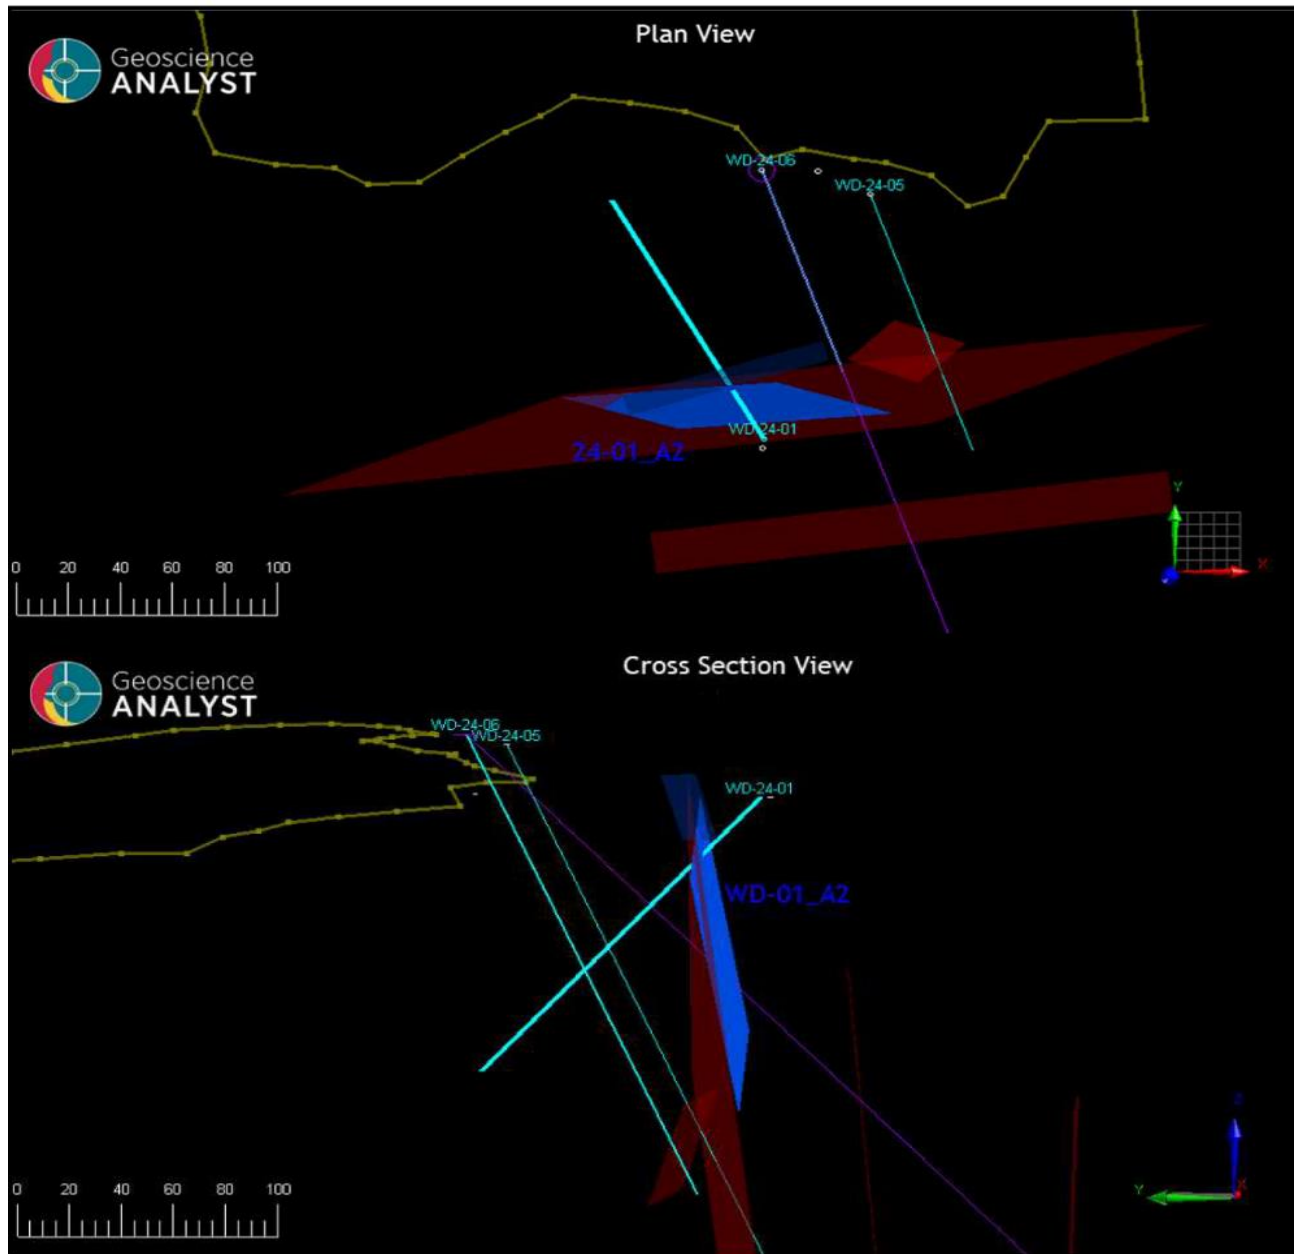 Plan View
Geoscience
ANALYST
WD-24-06
WD-24-05
WD-24-01
24-01_A2
0 20 40 60 80 100
Y
X
Cross Section View
Geoscience
ANALYST
WD-24-06
WD-24-05
WD-24-01
WD-01_A2
Z
Y
X
0 20 40 60 80 100